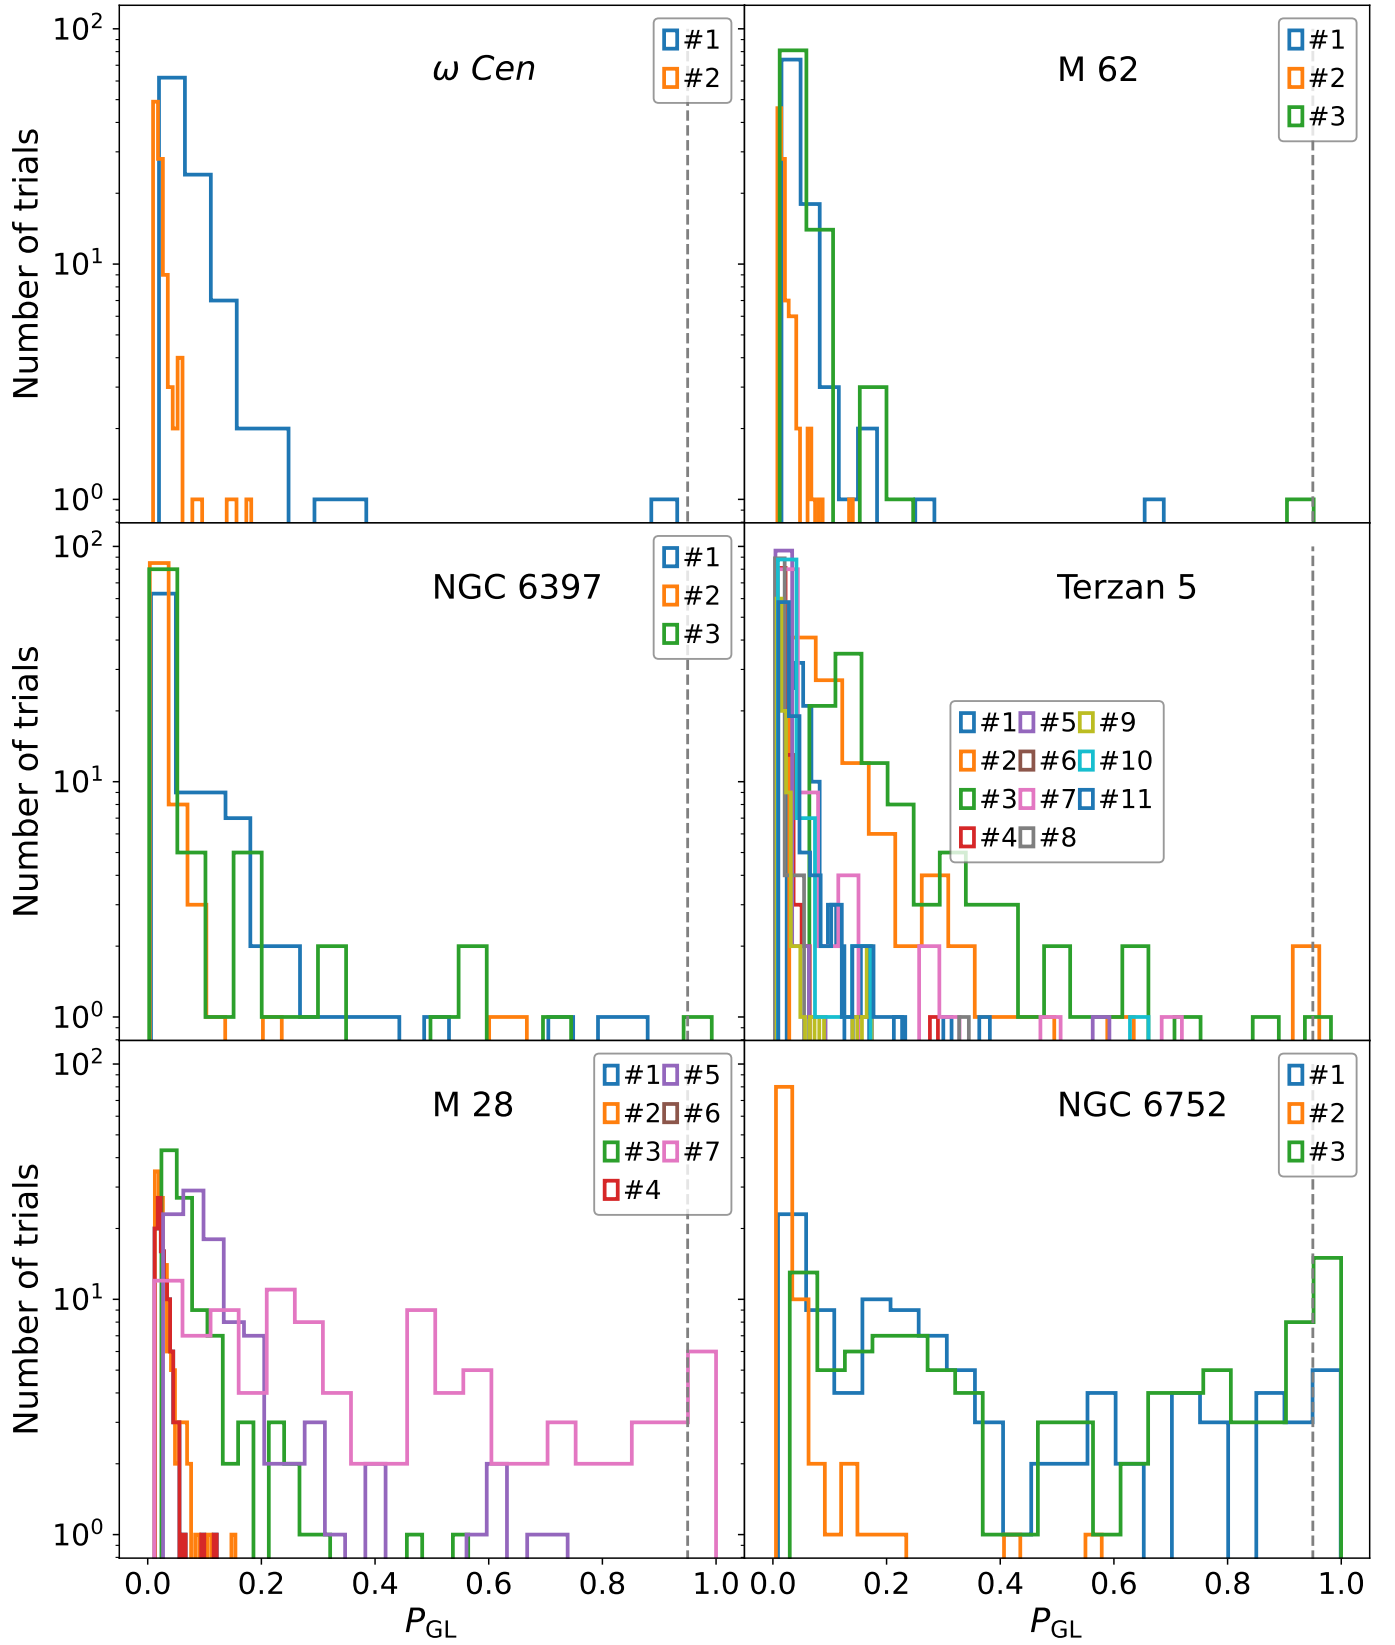 10²
10¹
10⁰
Number of trials
ω Cen
#1
#2
M 62
#1
#2
#3
10²
10¹
10⁰
Number of trials
NGC 6397
#1
#2
#3
Terzan 5
#1 #5 #9
#2 #6 #10
#3 #7 #11
#4 #8
10²
10¹
10⁰
Number of trials
M 28
#1 #5
#2 #6
#3 #7
#4
NGC 6752
#1
#2
#3
0.0 0.2 0.4 0.6 0.8 1.0
0.0 0.2 0.4 0.6 0.8 1.0
P_GL
P_GL